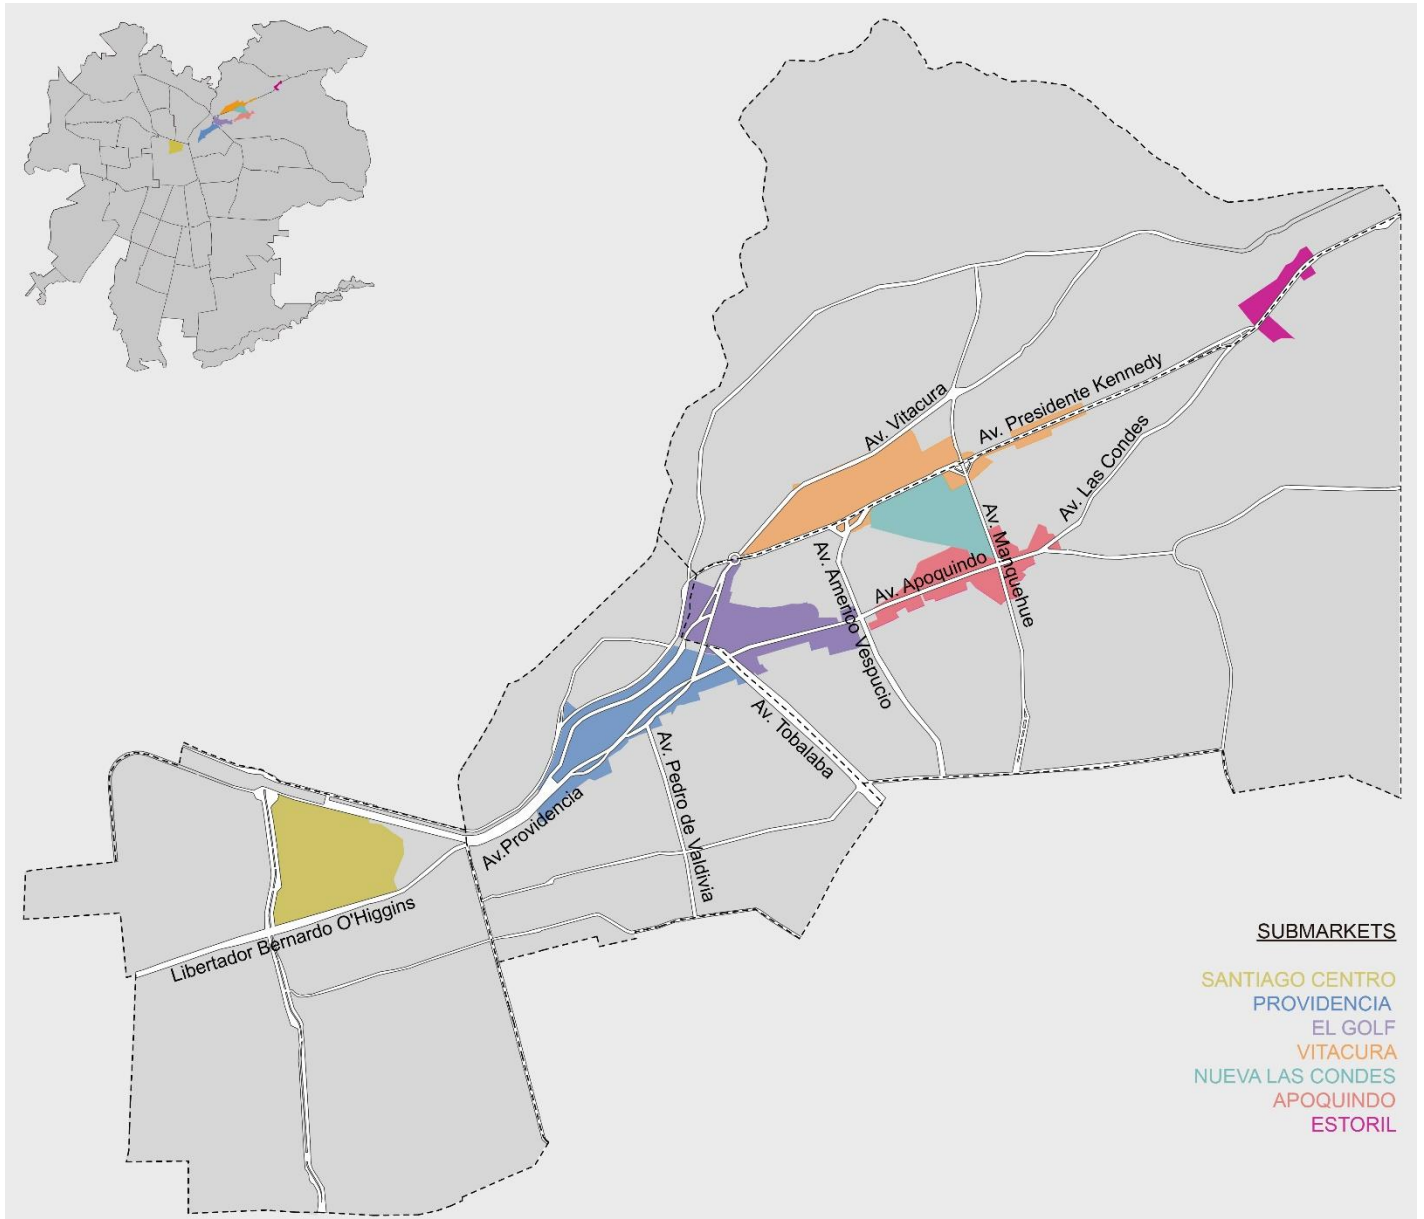 Av. Vitacura
Av. Presidente Kennedy
Av. Las Condes
Av. Manquehue
Av. Apoquindo
Av. Americo Vespucio
Av. Tobalaba
Av. Pedro de Valdivia
Av.Providencia
Libertador Bernardo O'Higgins
SUBMARKETS
SANTIAGO CENTRO
PROVIDENCIA
EL GOLF
VITACURA
NUEVA LAS CONDES
APOQUINDO
ESTORIL